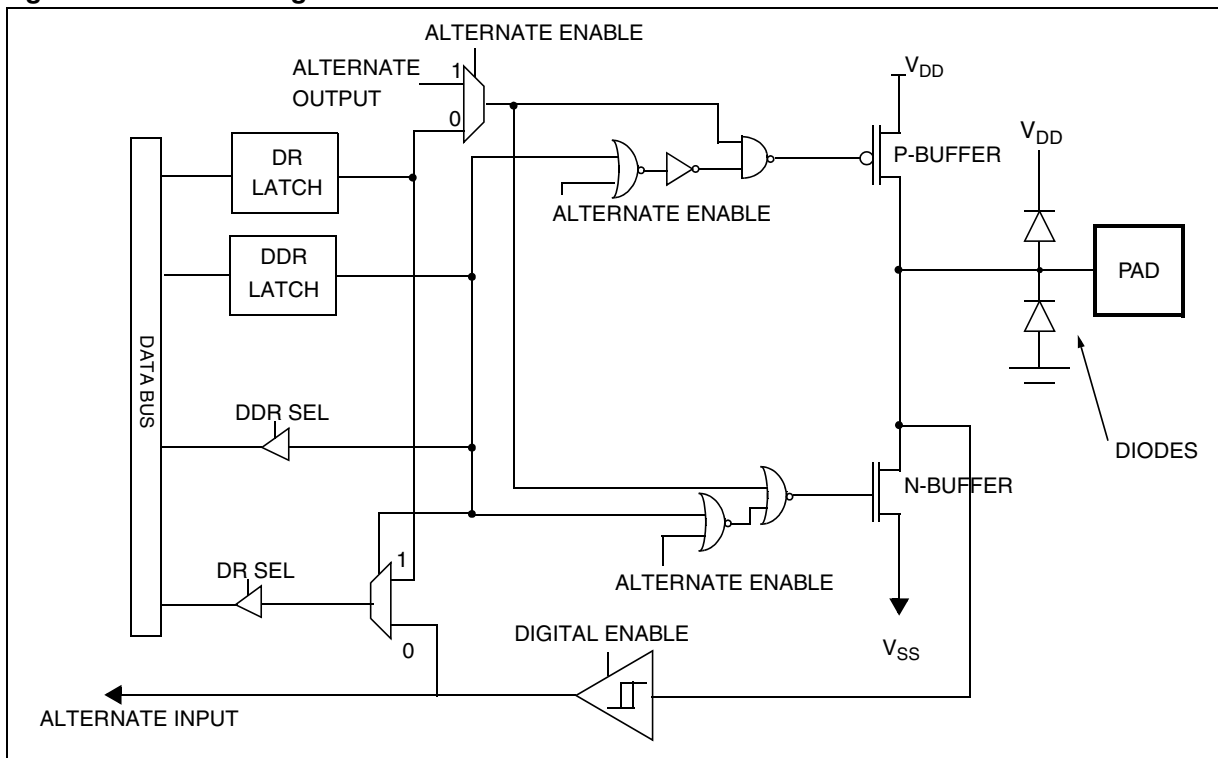 ALTERNATE ENABLE
ALTERNATE
OUTPUT
1
0
V_DD
P-BUFFER
V_DD
DR
LATCH
ALTERNATE ENABLE
DDR
LATCH
PAD
DATA BUS
DDR SEL
DIODES
N-BUFFER
DR SEL
1
0
ALTERNATE ENABLE
DIGITAL ENABLE
V_SS
ALTERNATE INPUT